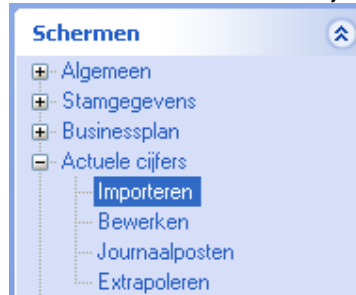 Schermen
Algemeen
Stamgegevens
Businessplan
Actuele cijfers
Importeren
Bewerken
Journaalposten
Extrapoleren